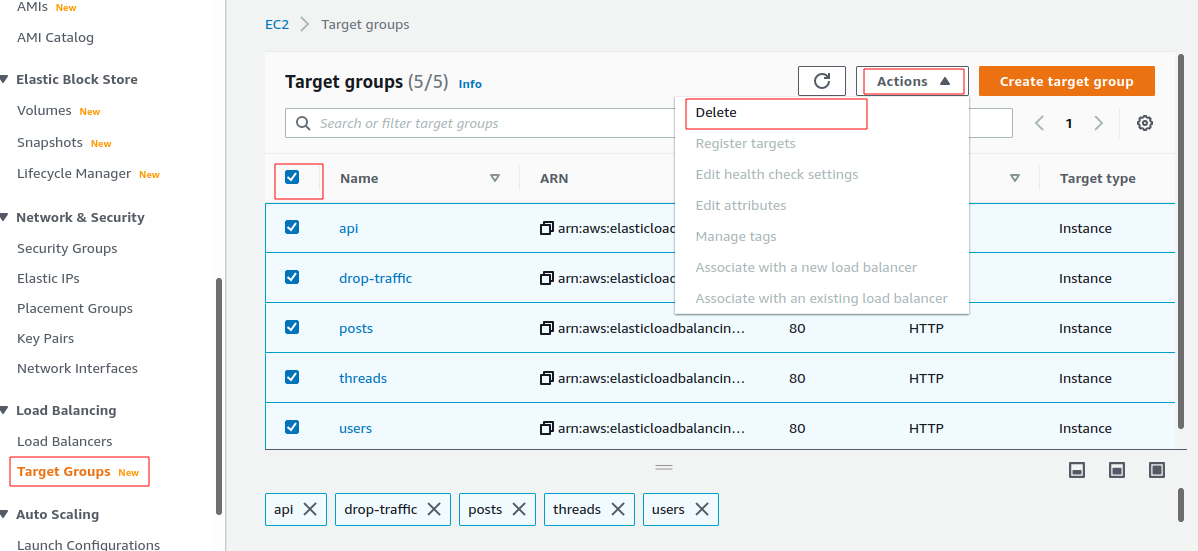 AMIs New
AMI Catalog
Elastic Block Store
Volumes New
Snapshots New
Lifecycle Manager New
Network & Security
Security Groups
Elastic IPs
Placement Groups
Key Pairs
Network Interfaces
Load Balancing
Load Balancers
Target Groups New
Auto Scaling
Launch Configurations
EC2 Target groups
Target groups (5/5) Info
Actions
Create target group
Search or filter target groups
1
Delete
Register targets
Edit health check settings
Edit attributes
Manage tags
Associate with a new load balancer
Associate with an existing load balancer
Name ARN Target type
api arn:aws:elasticload Instance
drop-traffic arn:aws:elasticload Instance
posts arn:aws:elasticloadbalancin... 80 HTTP Instance
threads arn:aws:elasticloadbalancin... 80 HTTP Instance
users arn:aws:elasticloadbalancin... 80 HTTP Instance
api drop-traffic posts threads users